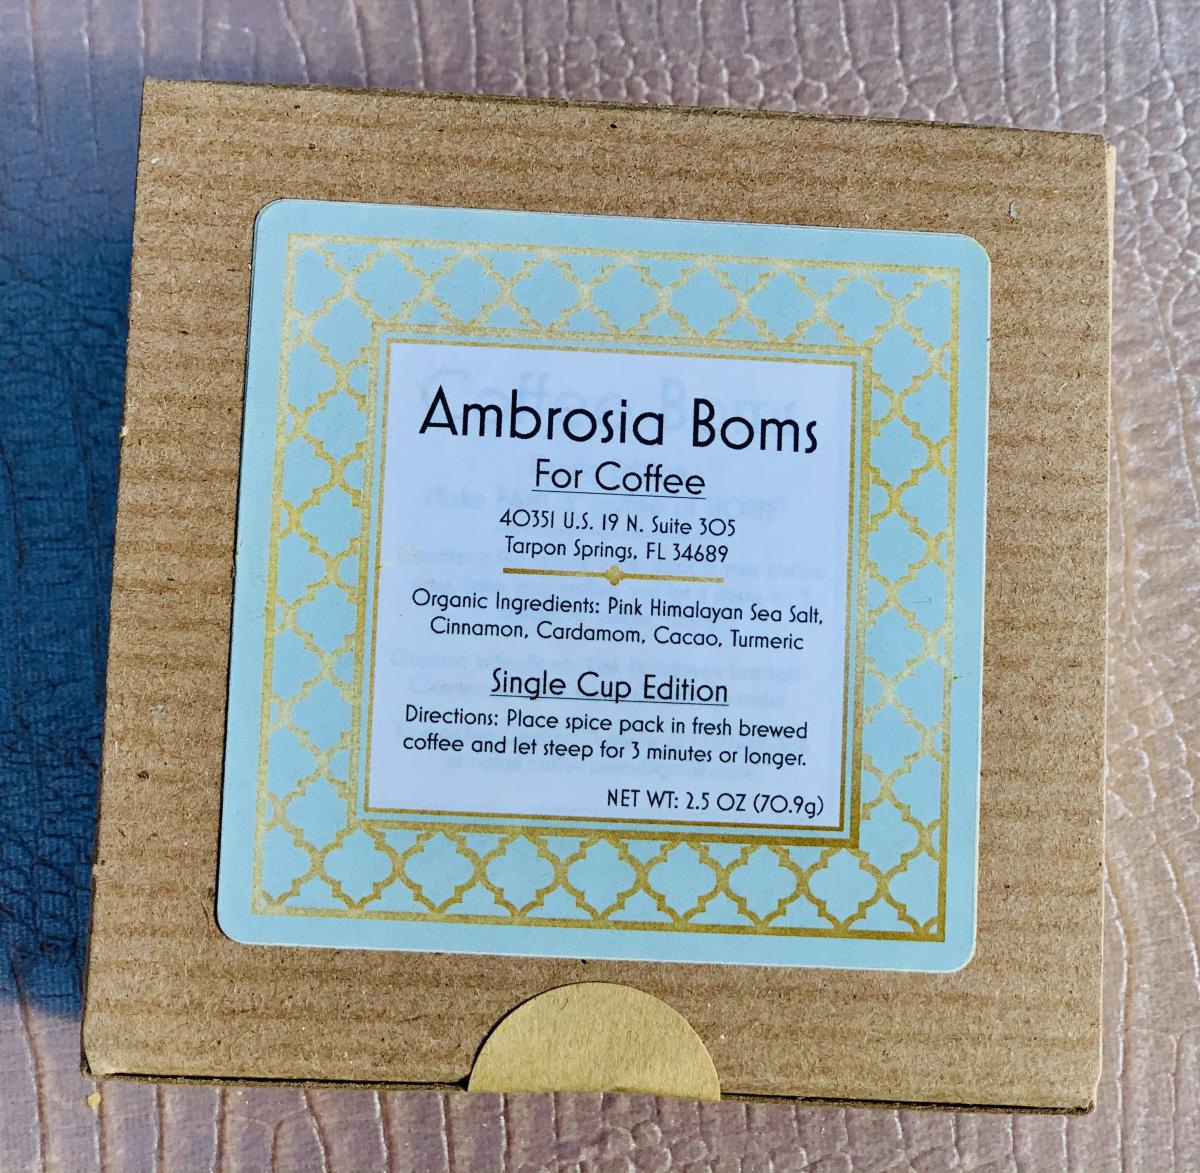 Ambrosia Boms
For Coffee
40351 U.S. 19 N. Suite 305
Tarpon Springs, FL 34689
Organic Ingredients: Pink Himalayan Sea Salt,
Cinnamon, Cardamom, Cacao, Turmeric
Single Cup Edition
Directions: Place spice pack in fresh brewed
coffee and let steep for 3 minutes or longer.
NET WT: 2.5 OZ (70.9g)